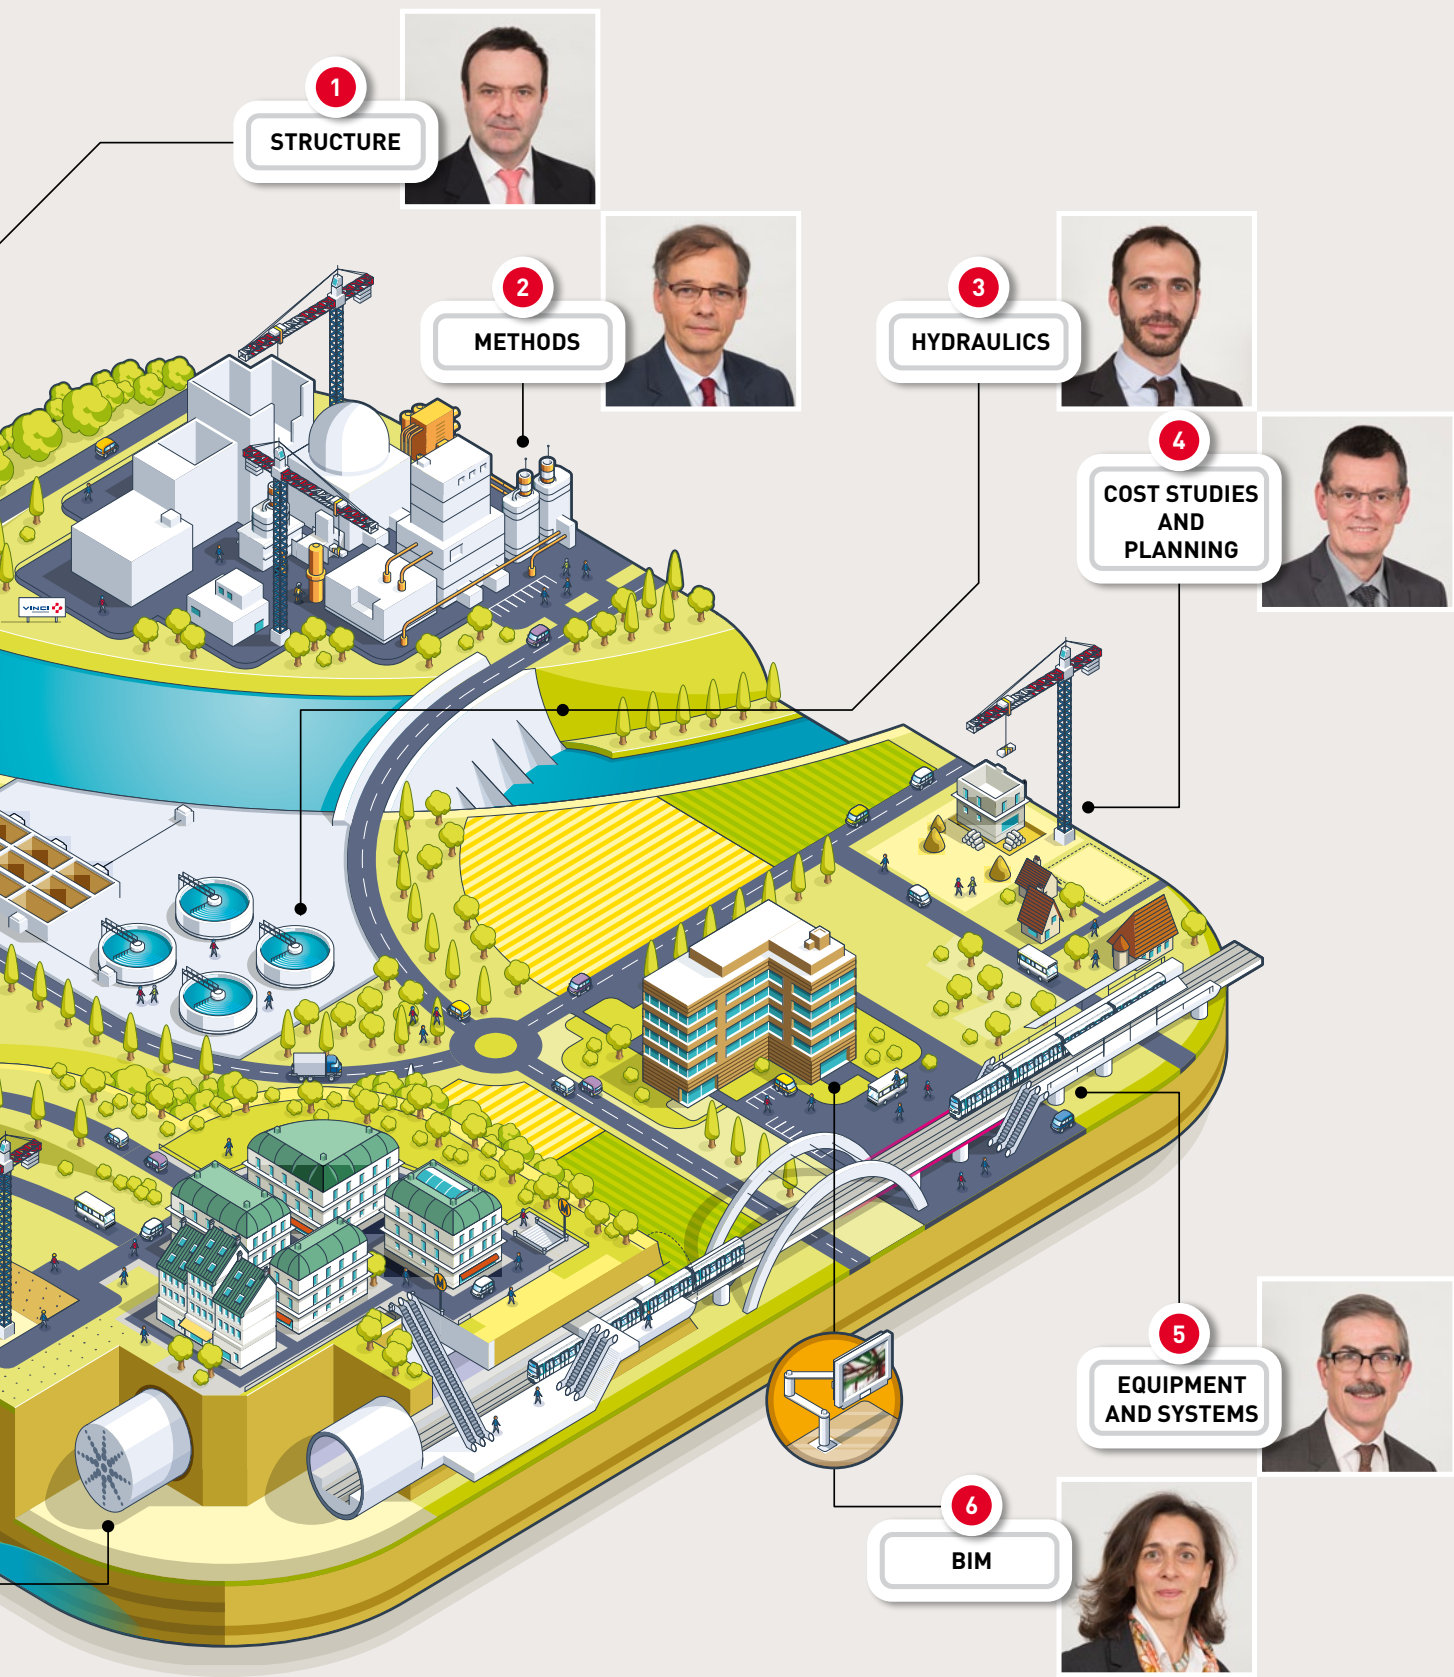 1
STRUCTURE
2
METHODS
3
HYDRAULICS
4
COST STUDIES
AND
PLANNING
VINCI
M
M
5
EQUIPMENT
AND SYSTEMS
6
BIM